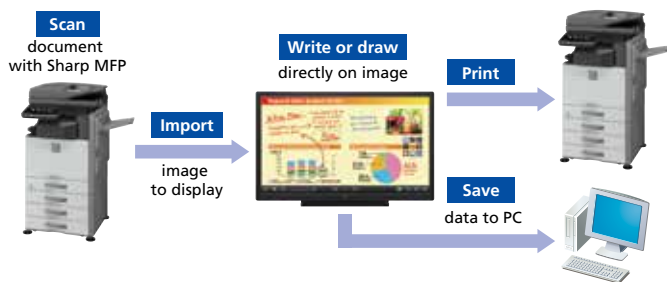 Scan
document
with Sharp MFP
Import
image
to display
Write or draw
directly on image
Print
Save
data to PC